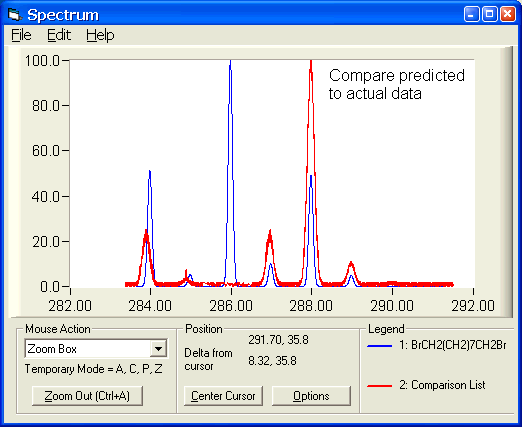 Spectrum
File Edit Help
100.0
80.0
60.0
40.0
20.0
0.0
Compare predicted
to actual data
282.00 284.00 286.00 288.00 290.00 292.00
Mouse Action
Zoom Box
Temporary Mode = A, C, P, Z
Zoom Out (Ctrl+A)
Position
291.70, 35.8
Delta from
cursor
8.32, 35.8
Center Cursor
Options
Legend
1: BrCH2(CH2)7CH2Br
2: Comparison List